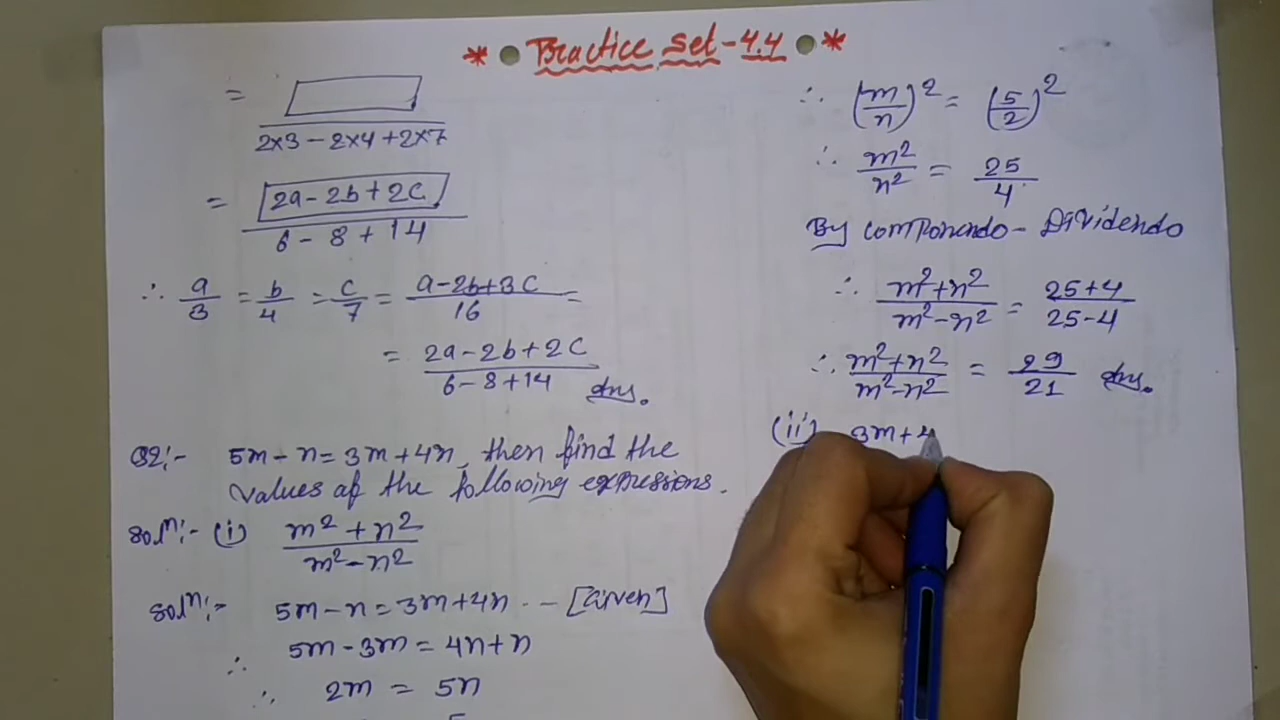 * Practice Set-4.4 *
=
2×3 - 2×4 + 2×7
= 2a - 2b + 2c
6 - 8 + 14
∴ a/3 = b/4 = c/7 = a-2b+3c/16 =
= 2a - 2b + 2c
6 - 8 + 14 Ans.
Q2:- 5m - n = 3m + 4n, then find the
values of the following expressions.
Soln:- (i) m² + n²
m² - n²
Soln:- 5m - n = 3m + 4n - - [Given]
∴ 5m - 3m = 4n + n
∴ 2m = 5n
5
∴ (m/n)² = (5/2)²
∴ m²/n² = 25/4
By Componendo - Dividendo
∴ m²+n²/m²-n² = 25+4/25-4
∴ m²+n²/m²-n² = 29/21 Ans.
(ii) 3m + 4